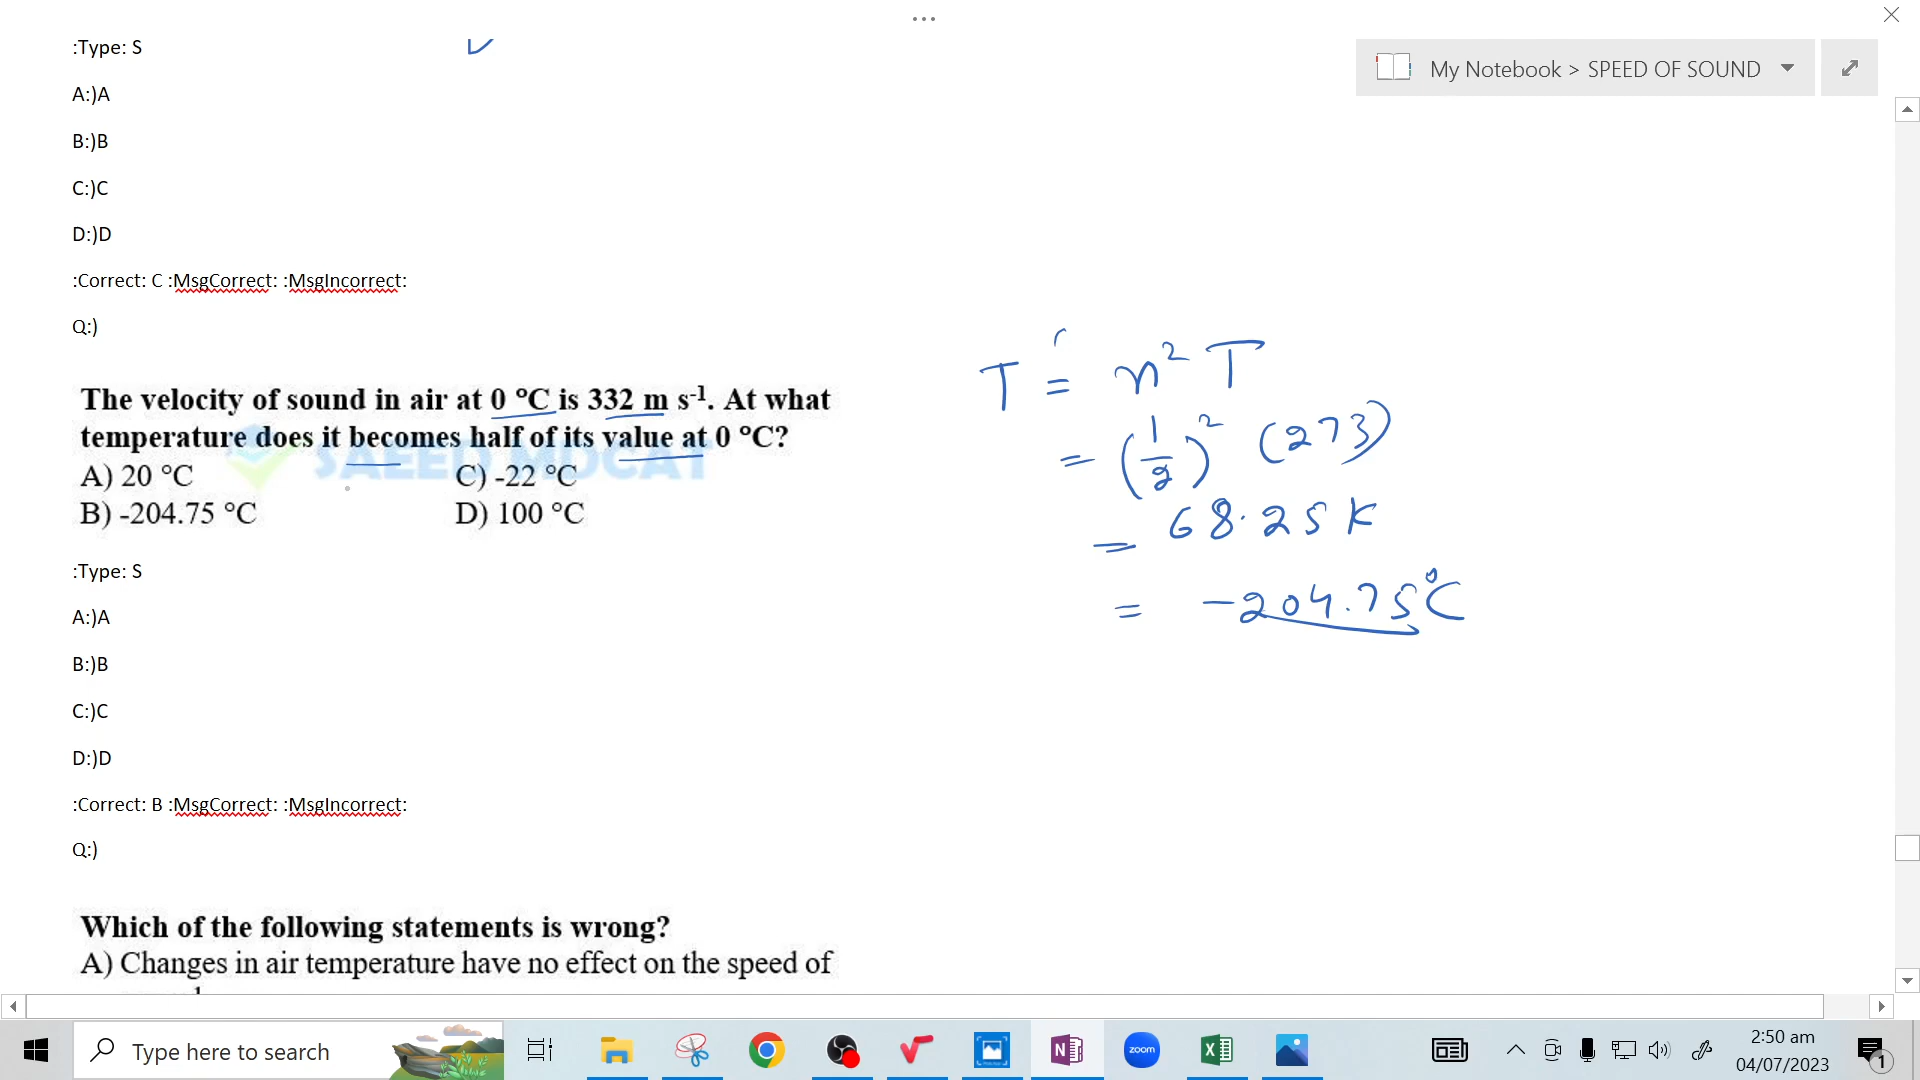 :Type: S
My Notebook > SPEED OF SOUND
A:)A
B:)B
C:)C
D:)D
:Correct: C :MsgCorrect: :MsgIncorrect:
Q:)
The velocity of sound in air at 0 °C is 332 m s-1. At what
temperature does it becomes half of its value at 0 °C?
SAEED MDCAT
A) 20 °C C) -22 °C
B) -204.75 °C D) 100 °C
T' = n² T
= (1/2)² (273)
= 68.25 K
= -204.75°C
:Type: S
A:)A
B:)B
C:)C
D:)D
:Correct: B :MsgCorrect: :MsgIncorrect:
Q:)
Which of the following statements is wrong?
A) Changes in air temperature have no effect on the speed of
Type here to search
zoom
2:50 am
04/07/2023
1